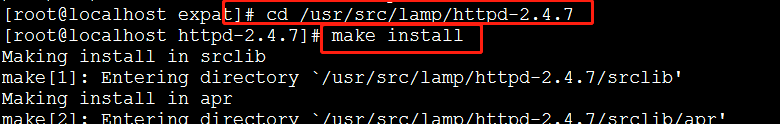 [root@localhost expat]# cd /usr/src/lamp/httpd-2.4.7
[root@localhost httpd-2.4.7]# make install
Making install in srclib
make[1]: Entering directory `/usr/src/lamp/httpd-2.4.7/srclib'
Making install in apr
make[2]: Entering directory `/usr/src/lamp/httpd-2.4.7/srclib/apr'